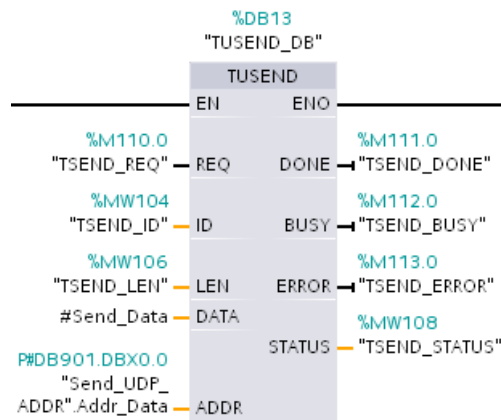 %DB13
"TUSEND_DB"
TUSEND
EN ENO
%M110.0
"TSEND_REQ" REQ
%M111.0
DONE "TSEND_DONE"
%MW104
"TSEND_ID" ID
%M112.0
BUSY "TSEND_BUSY"
%MW106
"TSEND_LEN" LEN
%M113.0
ERROR "TSEND_ERROR"
#Send_Data DATA
%MW108
STATUS "TSEND_STATUS"
P#DB901.DBX0.0
"Send_UDP_
ADDR".Addr_Data ADDR